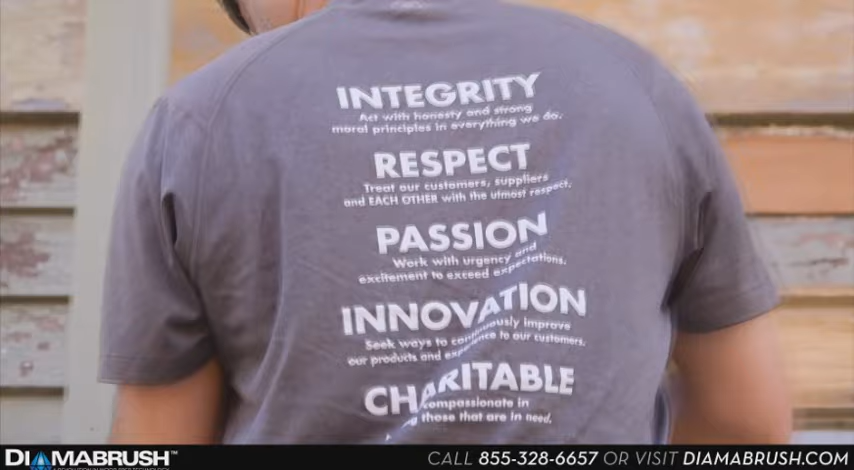 INTEGRITY
Act with honesty and strong
moral principles in everything we do.
RESPECT
Treat our customers, suppliers
and EACH OTHER with the utmost respect.
PASSION
Work with urgency and
excitement to exceed expectations.
INNOVATION
Seek ways to continuously improve
our products and to our customers.
CHARITABLE
compassionate in
those that are in need.
DIAMABRUSH™
CALL 855-328-6657 OR VISIT DIAMABRUSH.COM